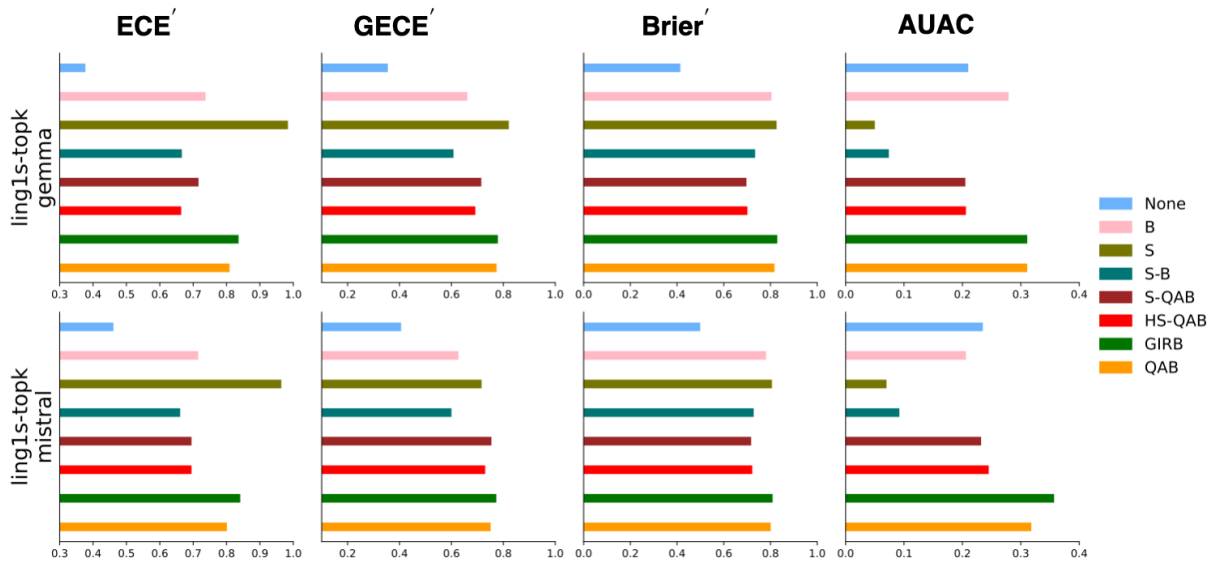 ECE′ GECE′ Brier′ AUAC
ling1s-topk
gemma
0.3 0.4 0.5 0.6 0.7 0.8 0.9 1.0
0.2 0.4 0.6 0.8 1.0
0.0 0.2 0.4 0.6 0.8 1.0
0.0 0.1 0.2 0.3 0.4
ling1s-topk
mistral
0.3 0.4 0.5 0.6 0.7 0.8 0.9 1.0
0.2 0.4 0.6 0.8 1.0
0.0 0.2 0.4 0.6 0.8 1.0
0.0 0.1 0.2 0.3 0.4
None
B
S
S-B
S-QAB
HS-QAB
GIRB
QAB